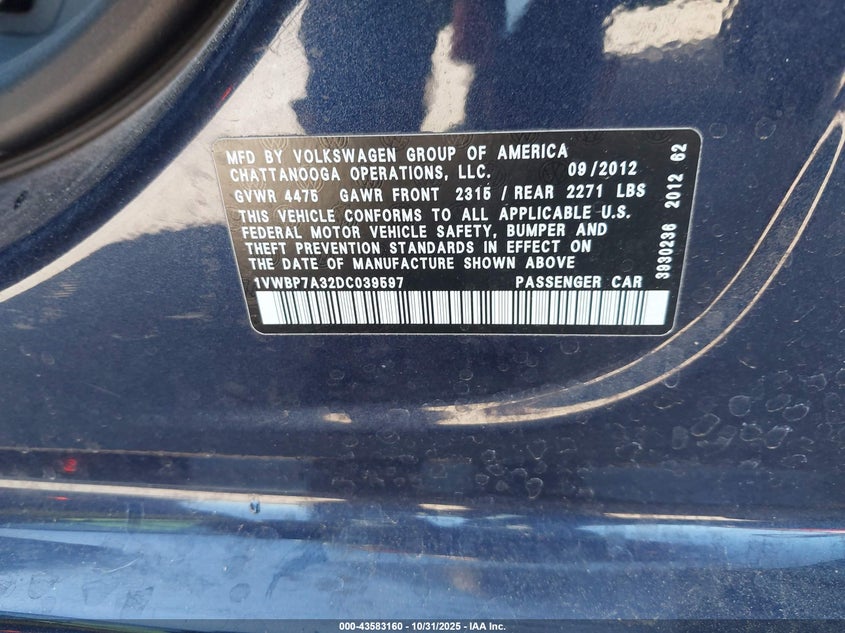 MFD BY VOLKSWAGEN GROUP OF AMERICA
CHATTANOOGA OPERATIONS, LLC. 09/2012
GVWR 4475 GAWR FRONT 2315 / REAR 2271 LBS
THIS VEHICLE CONFORMS TO ALL APPLICABLE U.S.
FEDERAL MOTOR VEHICLE SAFETY, BUMPER AND
THEFT PREVENTION STANDARDS IN EFFECT ON
THE DATE OF MANUFACTURE SHOWN ABOVE
1VWBP7A32DC039597 PASSENGER CAR
3930236 2012 62
000-43583160 - 10/31/2025 - IAA Inc.